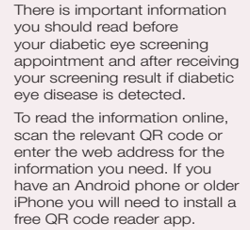 There is important information
you should read before
your diabetic eye screening
appointment and after receiving
your screening result if diabetic
eye disease is detected.
To read the information online,
scan the relevant QR code or
enter the web address for the
information you need. If you
have an Android phone or older
iPhone you will need to install a
free QR code reader app.